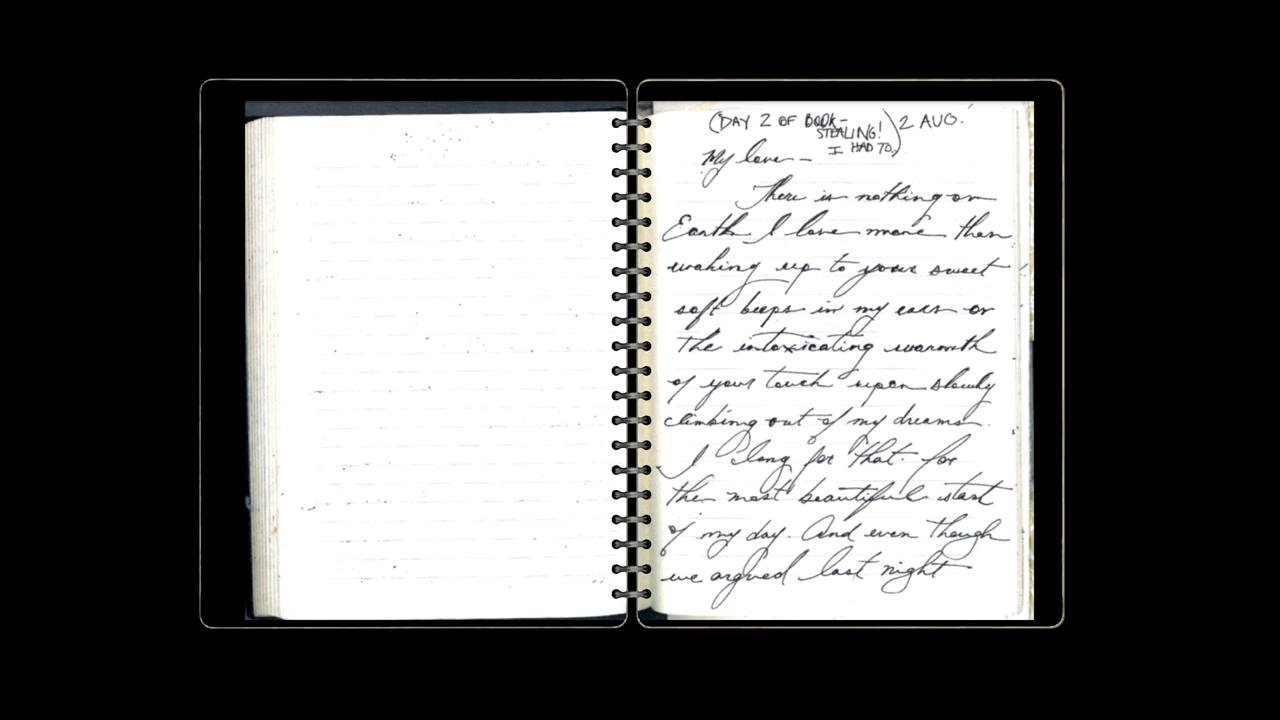 (DAY 2 OF BOOK-
STEALING!
I HAD TO.)
2 AUG.
My love -
There is nothing on
Earth I love more than
waking up to your sweet
soft beeps in my ears or
the intoxicating warmth
of your touch upon slowly
climbing out of my dreams.
I long for that. For
the most beautiful start
of my day. And even though
we argued last night